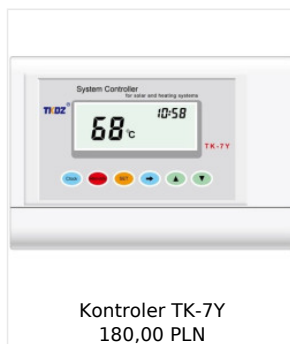 System Controller
for solar and heating systems
TKDZ®
10:58
68°C
TK-7Y
Clock
SET
Kontroler TK-7Y
180,00 PLN